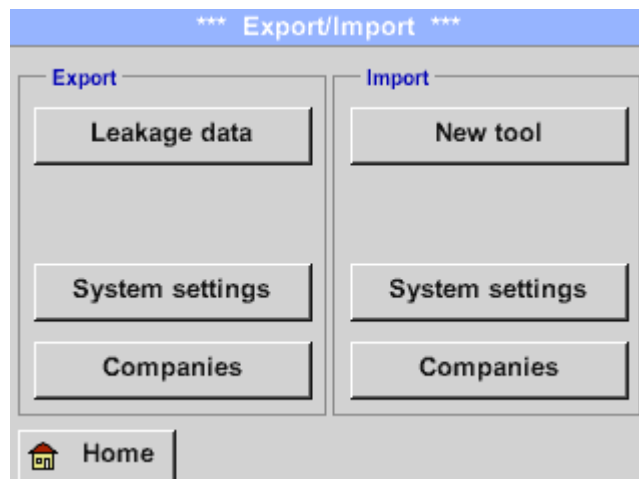 *** Export/Import ***
Export
Leakage data
System settings
Companies
Import
New tool
System settings
Companies
Home